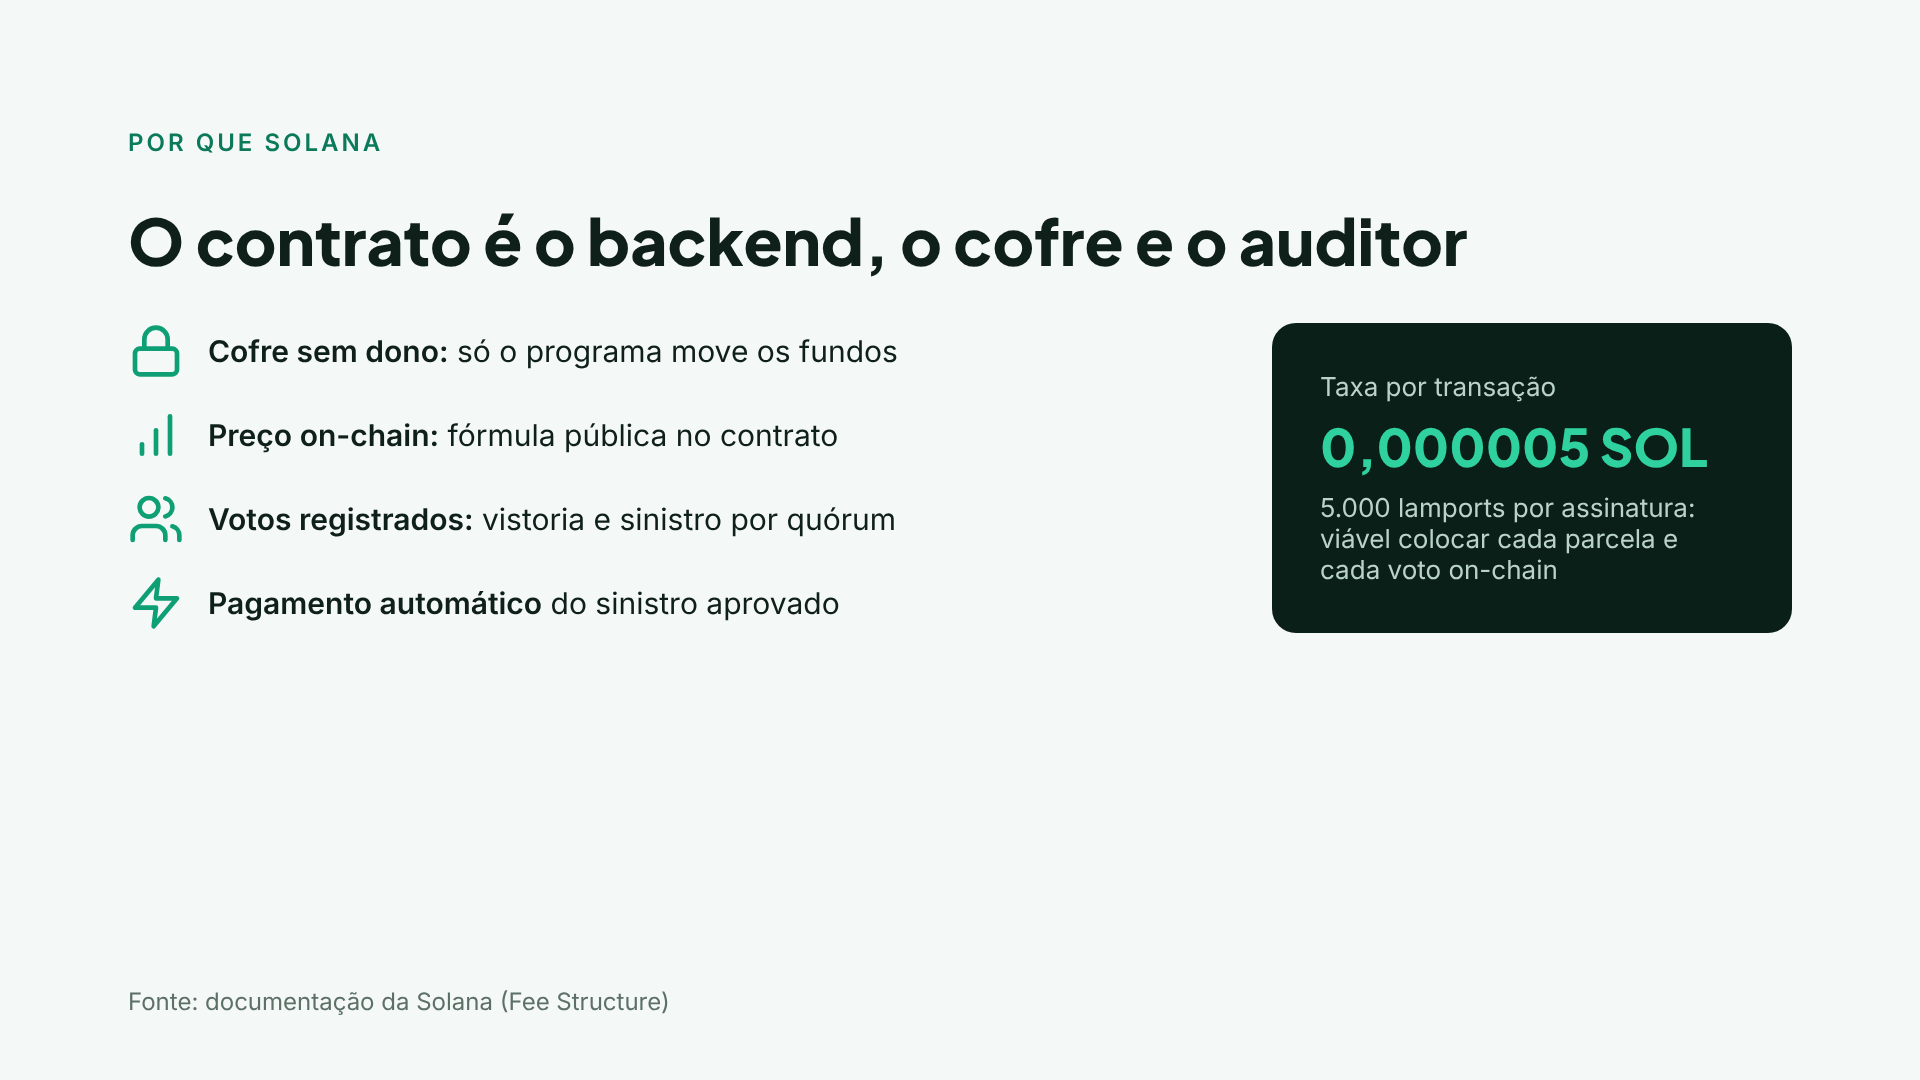 POR QUE SOLANA
O contrato é o backend, o cofre e o auditor
Cofre sem dono: só o programa move os fundos
Preço on-chain: fórmula pública no contrato
Votos registrados: vistoria e sinistro por quórum
Pagamento automático do sinistro aprovado
Taxa por transação
0,000005 SOL
5.000 lamports por assinatura:
viável colocar cada parcela e
cada voto on-chain
Fonte: documentação da Solana (Fee Structure)